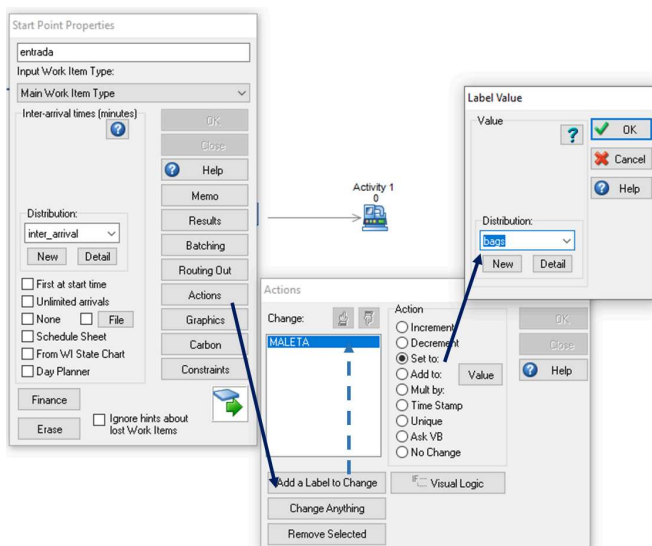 Start Point Properties
entrada
Input Work Item Type:
Main Work Item Type
Inter-arrival times (minutes)
OK
Close
Help
Memo
Results
Batching
Routing Out
Actions
Graphics
Carbon
Constraints
Distribution:
inter_arrival
New Detail
First at start time
Unlimited arrivals
None File
Schedule Sheet
From WI State Chart
Day Planner
Finance
Erase
Ignore hints about
lost Work Items
Activity 1
0
Label Value
Value
?
OK
Cancel
Help
Distribution:
bags
New Detail
Actions
Change:
MALETA
Action
Increment
Decrement
Set to:
Add to:
Mult by:
Time Stamp
Unique
Ask VB
No Change
Value
OK
Close
Help
Add a Label to Change
Visual Logic
Change Anything
Remove Selected